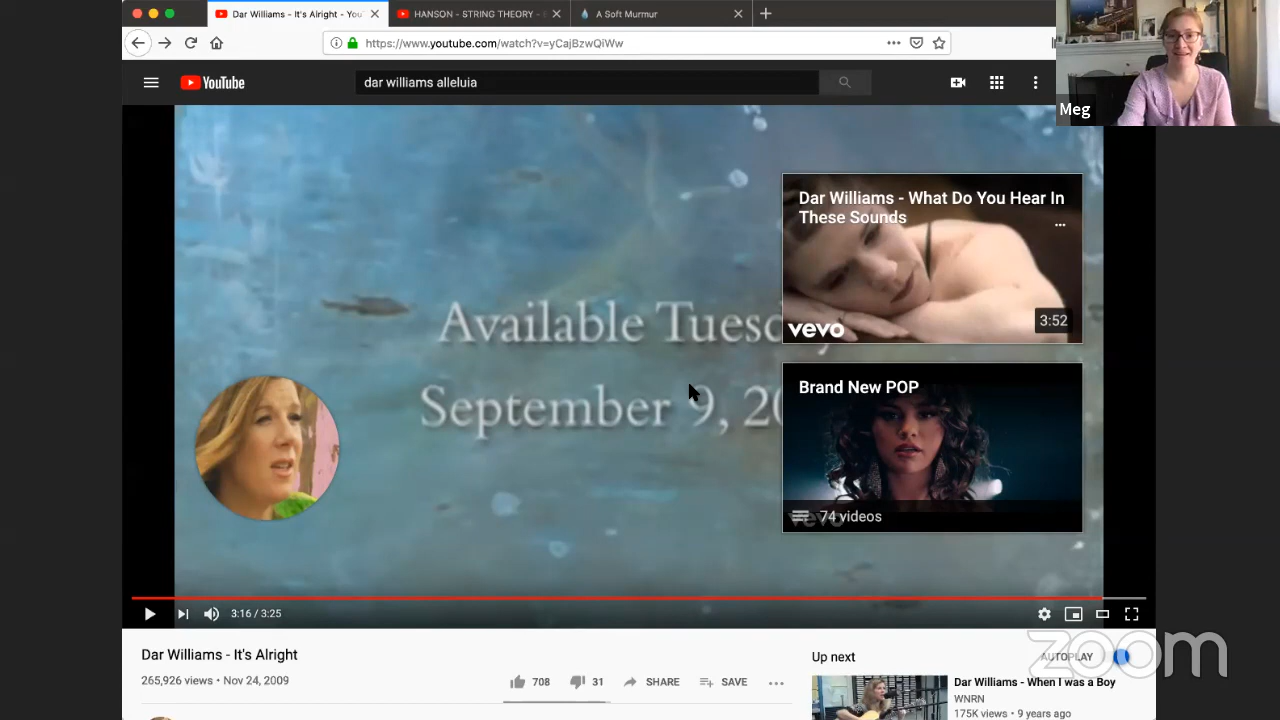 Dar Williams - It's Alright - You
HANSON - STRING THEORY -
A Soft Murmur
https://www.youtube.com/watch?v=yCajBzwQiWw
YouTube
dar williams alleluia
Meg
Dar Williams - What Do You Hear In
These Sounds
3:52
vevo
Available
September 9,
Brand New POP
74 videos
vevo
3:16 / 3:25
Dar Williams - It's Alright
265,926 views • Nov 24, 2009
708
31
SHARE
SAVE
Up next
AUTOPLAY
zoom
Dar Williams - When I was a Boy
WNRN
175K views • 9 years ago